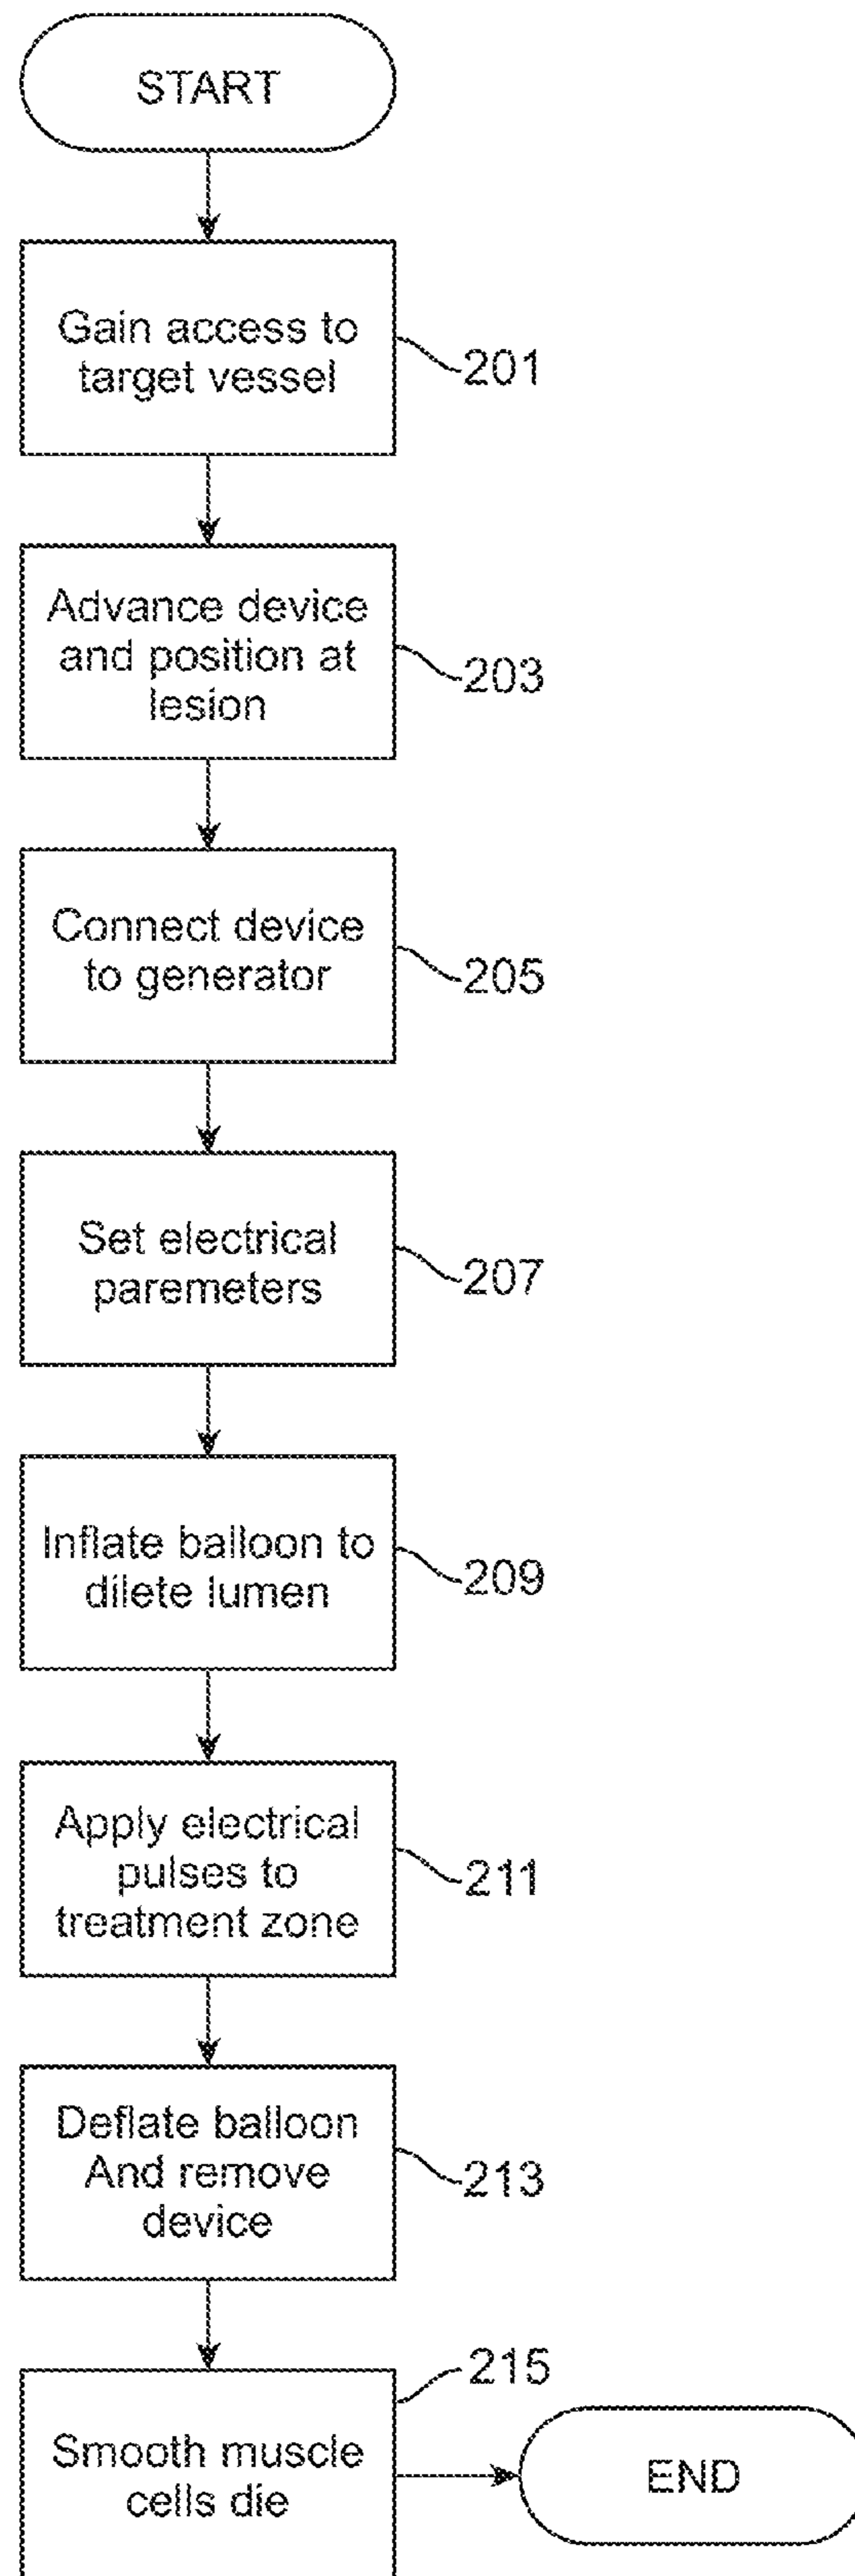 START
Gain access to
target vessel
201
Advance device
and position at
lesion
203
Connect device
to generator
205
Set electrical
paremeters
207
Inflate balloon to
dilete lumen
209
Apply electrical
pulses to
treatment zone
211
Deflate balloon
And remove
device
213
215
Smooth muscle
cells die
END